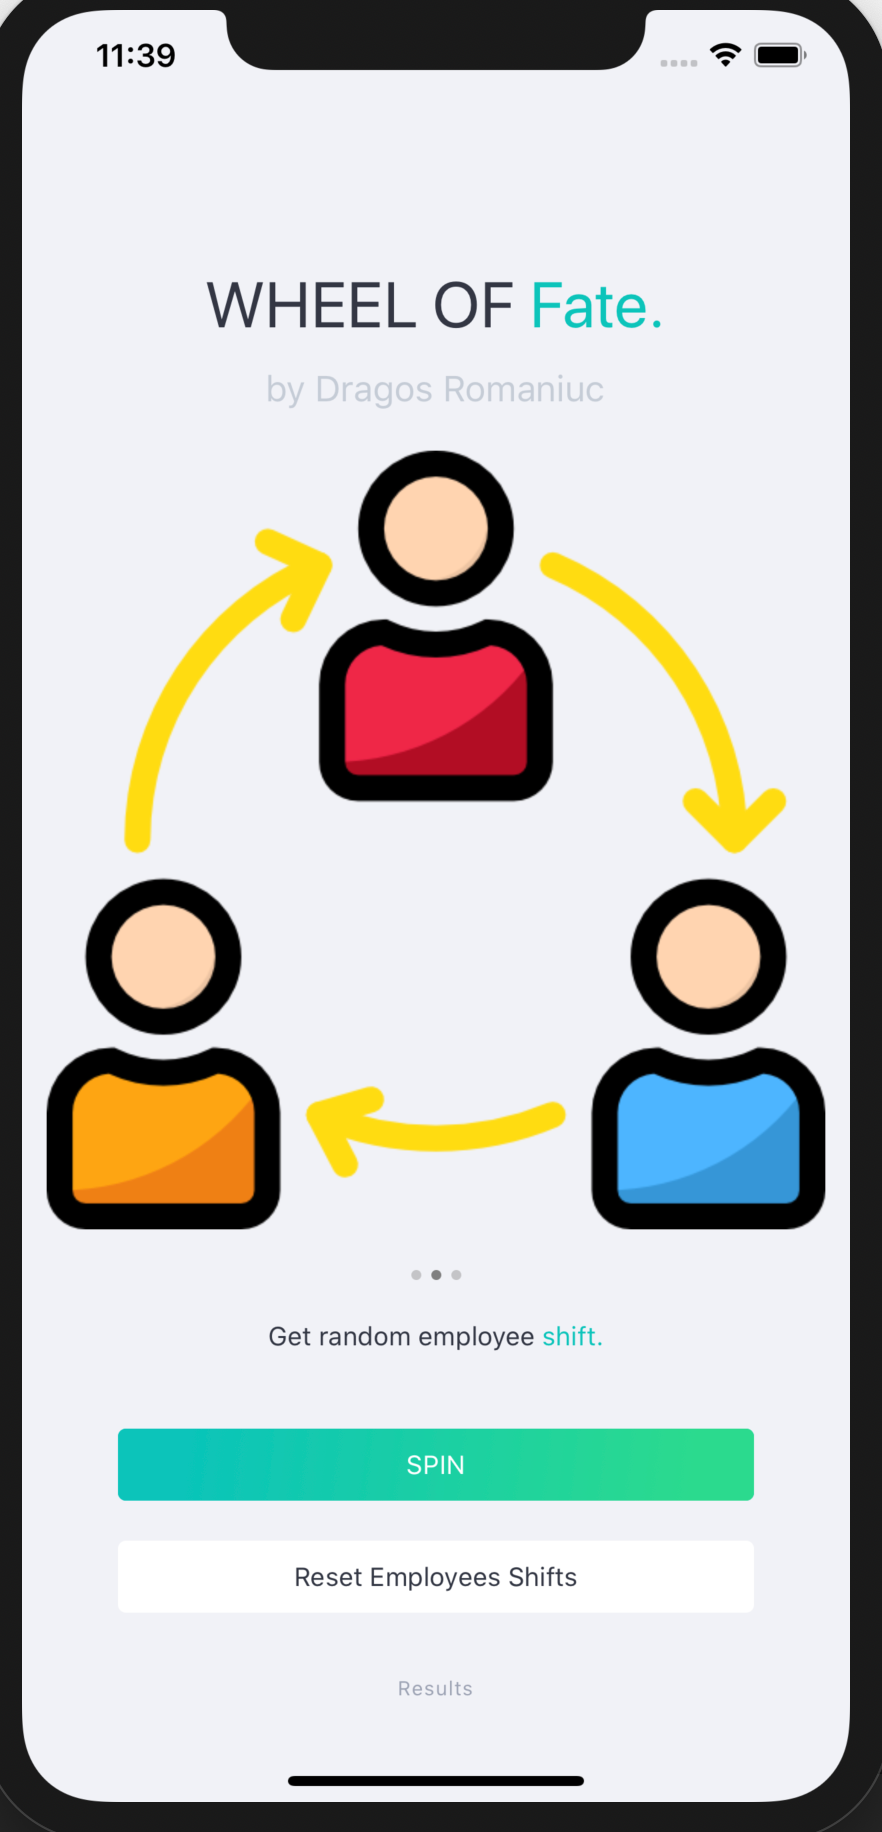 11:39
WHEEL OF Fate.
by Dragos Romaniuc
Get random employee shift.
SPIN
Reset Employees Shifts
Results